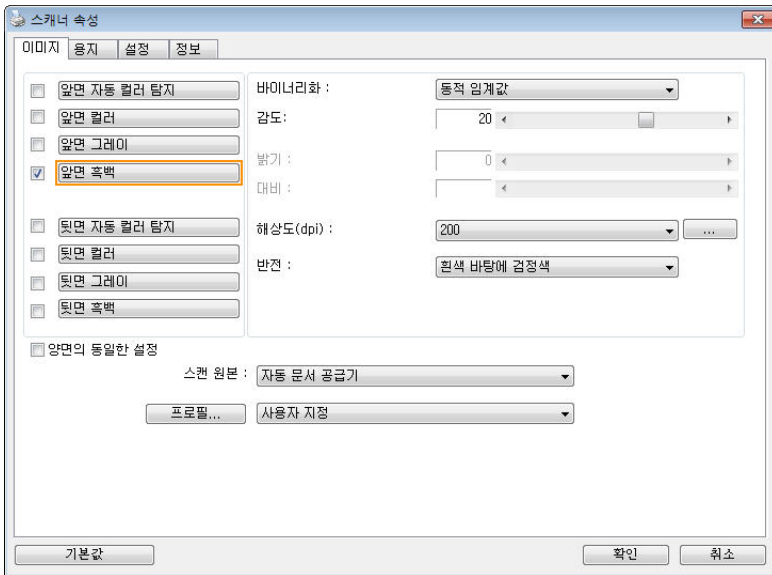 스캐너 속성
이미지 용지 설정 정보
앞면 자동 컬러 탐지
앞면 컬러
앞면 그레이
앞면 흑백
뒷면 자동 컬러 탐지
뒷면 컬러
뒷면 그레이
뒷면 흑백
바이너리화 : 동적 임계값
감도: 20
밝기 : 0
대비 :
해상도(dpi) : 200 ...
반전 : 흰색 바탕에 검정색
양면의 동일한 설정
스캔 원본 : 자동 문서 공급기
프로필... 사용자 지정
기본값 확인 취소